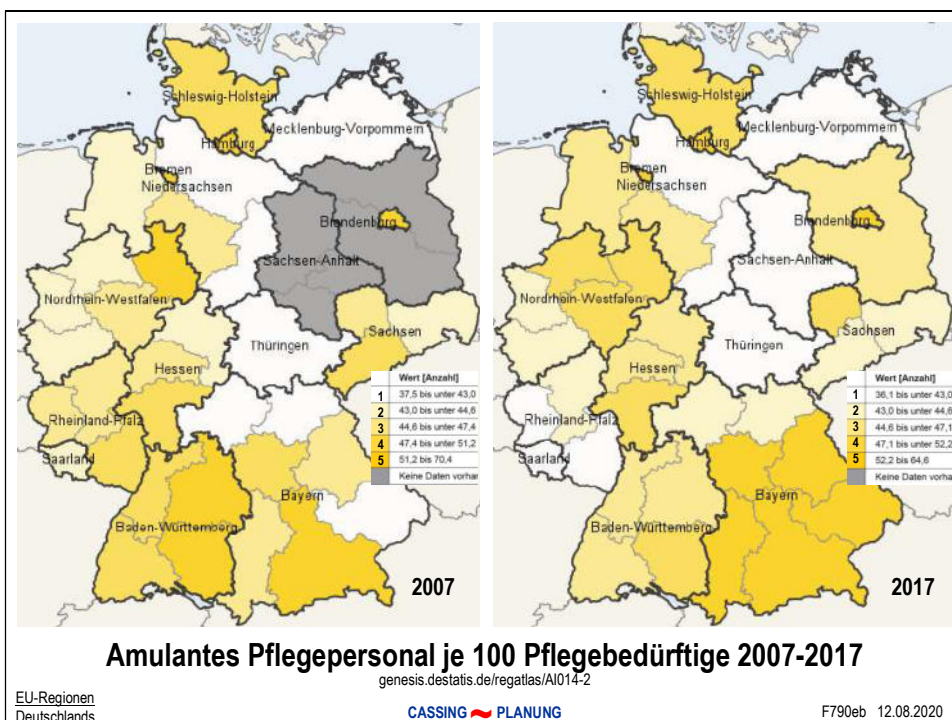 Schleswig-Holstein
Mecklenburg-Vorpommern
Hamburg
Bremen
Niedersachsen
Brandenburg
Sachsen-Anhalt
Nordrhein-Westfalen
Sachsen
Thüringen
Hessen
Rheinland-Pfalz
Saarland
Bayern
Baden-Württemberg
Wert [Anzahl]
1 37,5 bis unter 43,0
2 43,0 bis unter 44,6
3 44,6 bis unter 47,4
4 47,4 bis unter 51,2
5 51,2 bis 70,4
Keine Daten vorhar
2007
Schleswig-Holstein
Mecklenburg-Vorpommern
Hamburg
Bremen
Niedersachsen
Brandenburg
Sachsen-Anhalt
Nordrhein-Westfalen
Sachsen
Thüringen
Hessen
Rheinland-Pfalz
Saarland
Bayern
Baden-Württemberg
Wert [Anzahl]
1 36,1 bis unter 43,0
2 43,0 bis unter 44,6
3 44,6 bis unter 47,1
4 47,1 bis unter 52,2
5 52,2 bis 64,6
Keine Daten vorha
2017
Amulantes Pflegepersonal je 100 Pflegebedürftige 2007-2017
genesis.destatis.de/regatlas/AI014-2
EU-Regionen
Deutschlands
CASSING PLANUNG
F790eb 12.08.2020